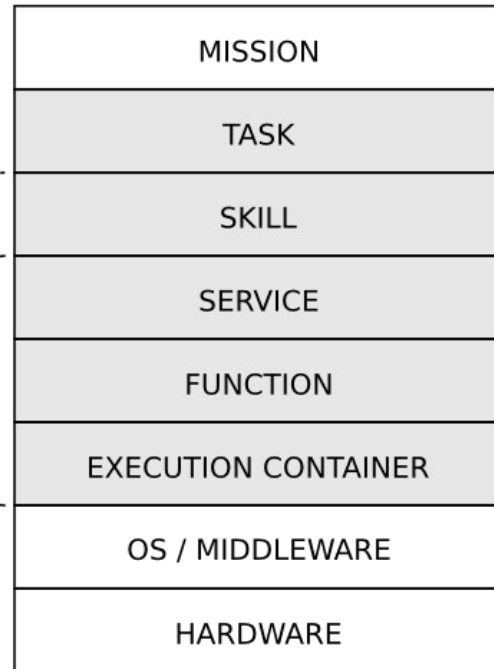 MISSION
TASK
SKILL
SERVICE
FUNCTION
EXECUTION CONTAINER
OS / MIDDLEWARE
HARDWARE